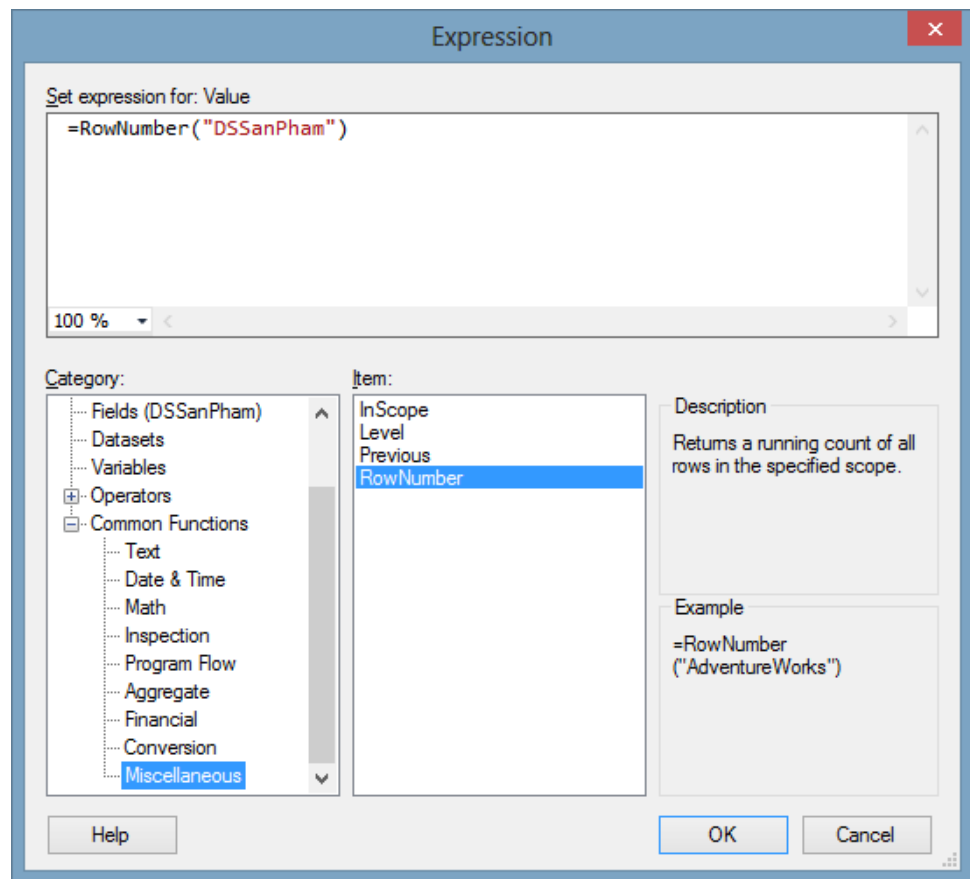 Expression
Set expression for: Value
=RowNumber("DSSanPham")
100 %
Category:
Fields (DSSanPham)
Datasets
Variables
Operators
Common Functions
Text
Date & Time
Math
Inspection
Program Flow
Aggregate
Financial
Conversion
Miscellaneous
Item:
InScope
Level
Previous
RowNumber
Description
Returns a running count of all
rows in the specified scope.
Example
=RowNumber
("AdventureWorks")
Help
OK
Cancel